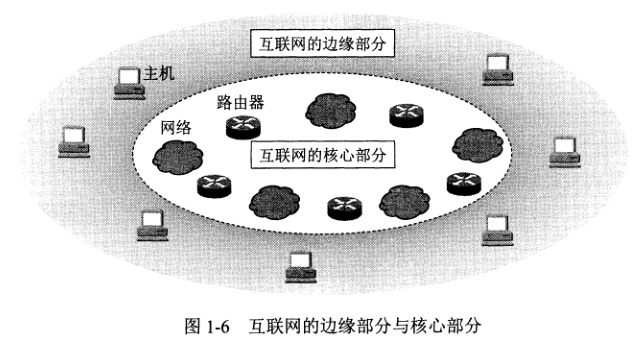 互联网的边缘部分
主机
路由器
网络
互联网的核心部分
图 1-6 互联网的边缘部分与核心部分